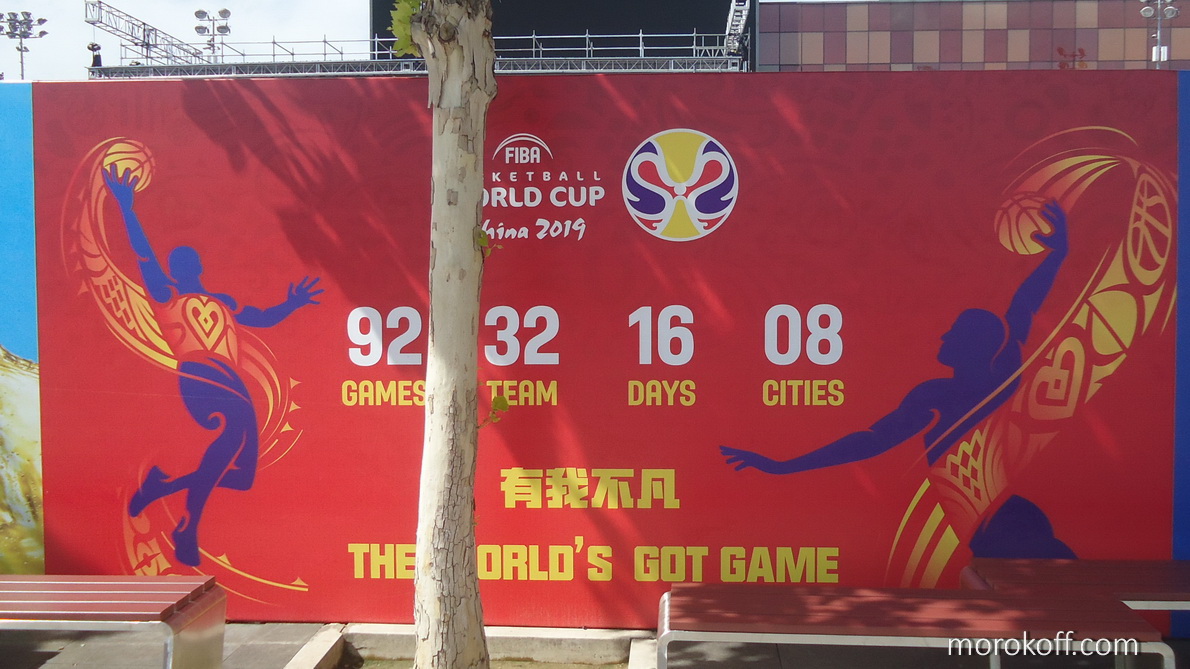 FIBA
KETBALL
ORLD CUP
hina 2019
92 32 16 08
GAMES TEAM DAYS CITIES
有我不凡
THE ORLD'S GOT GAME
morokoff.com